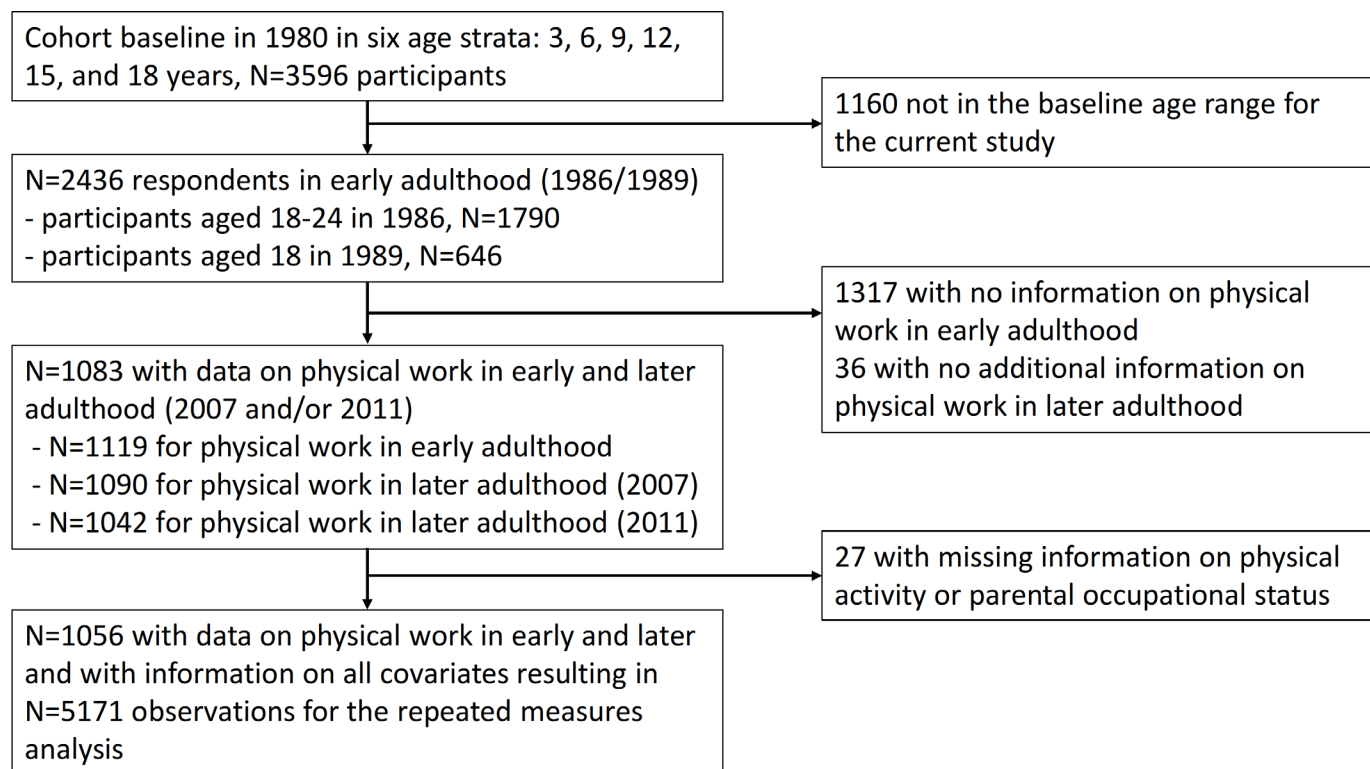 Cohort baseline in 1980 in six age strata: 3, 6, 9, 12,
15, and 18 years, N=3596 participants
1160 not in the baseline age range for
the current study
N=2436 respondents in early adulthood (1986/1989)
- participants aged 18-24 in 1986, N=1790
- participants aged 18 in 1989, N=646
1317 with no information on physical
work in early adulthood
36 with no additional information on
physical work in later adulthood
N=1083 with data on physical work in early and later
adulthood (2007 and/or 2011)
- N=1119 for physical work in early adulthood
- N=1090 for physical work in later adulthood (2007)
- N=1042 for physical work in later adulthood (2011)
27 with missing information on physical
activity or parental occupational status
N=1056 with data on physical work in early and later
and with information on all covariates resulting in
N=5171 observations for the repeated measures
analysis